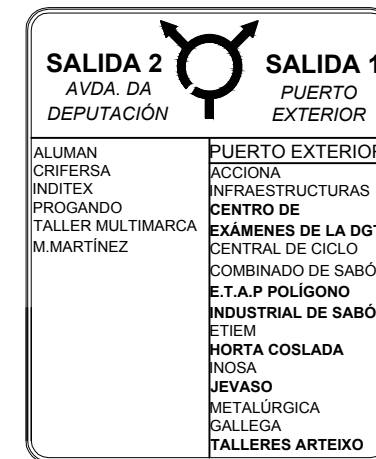 SALIDA 2
AVDA. DA
DEPUTACIÓN
SALIDA 1
PUERTO
EXTERIOR
ALUMAN
CRIFERSA
INDITEX
PROGANDO
TALLER MULTIMARCA
M.MARTÍNEZ
PUERTO EXTERIOR
ACCIONA
INFRAESTRUCTURAS
CENTRO DE
EXÁMENES DE LA DGT
CENTRAL DE CICLO
COMBINADO DE SABÓ
E.T.A.P POLÍGONO
INDUSTRIAL DE SABÓ
ETIEM
HORTA COSLADA
INOSA
JEVASO
METALÚRGICA
GALLEGA
TALLERES ARTEIXO